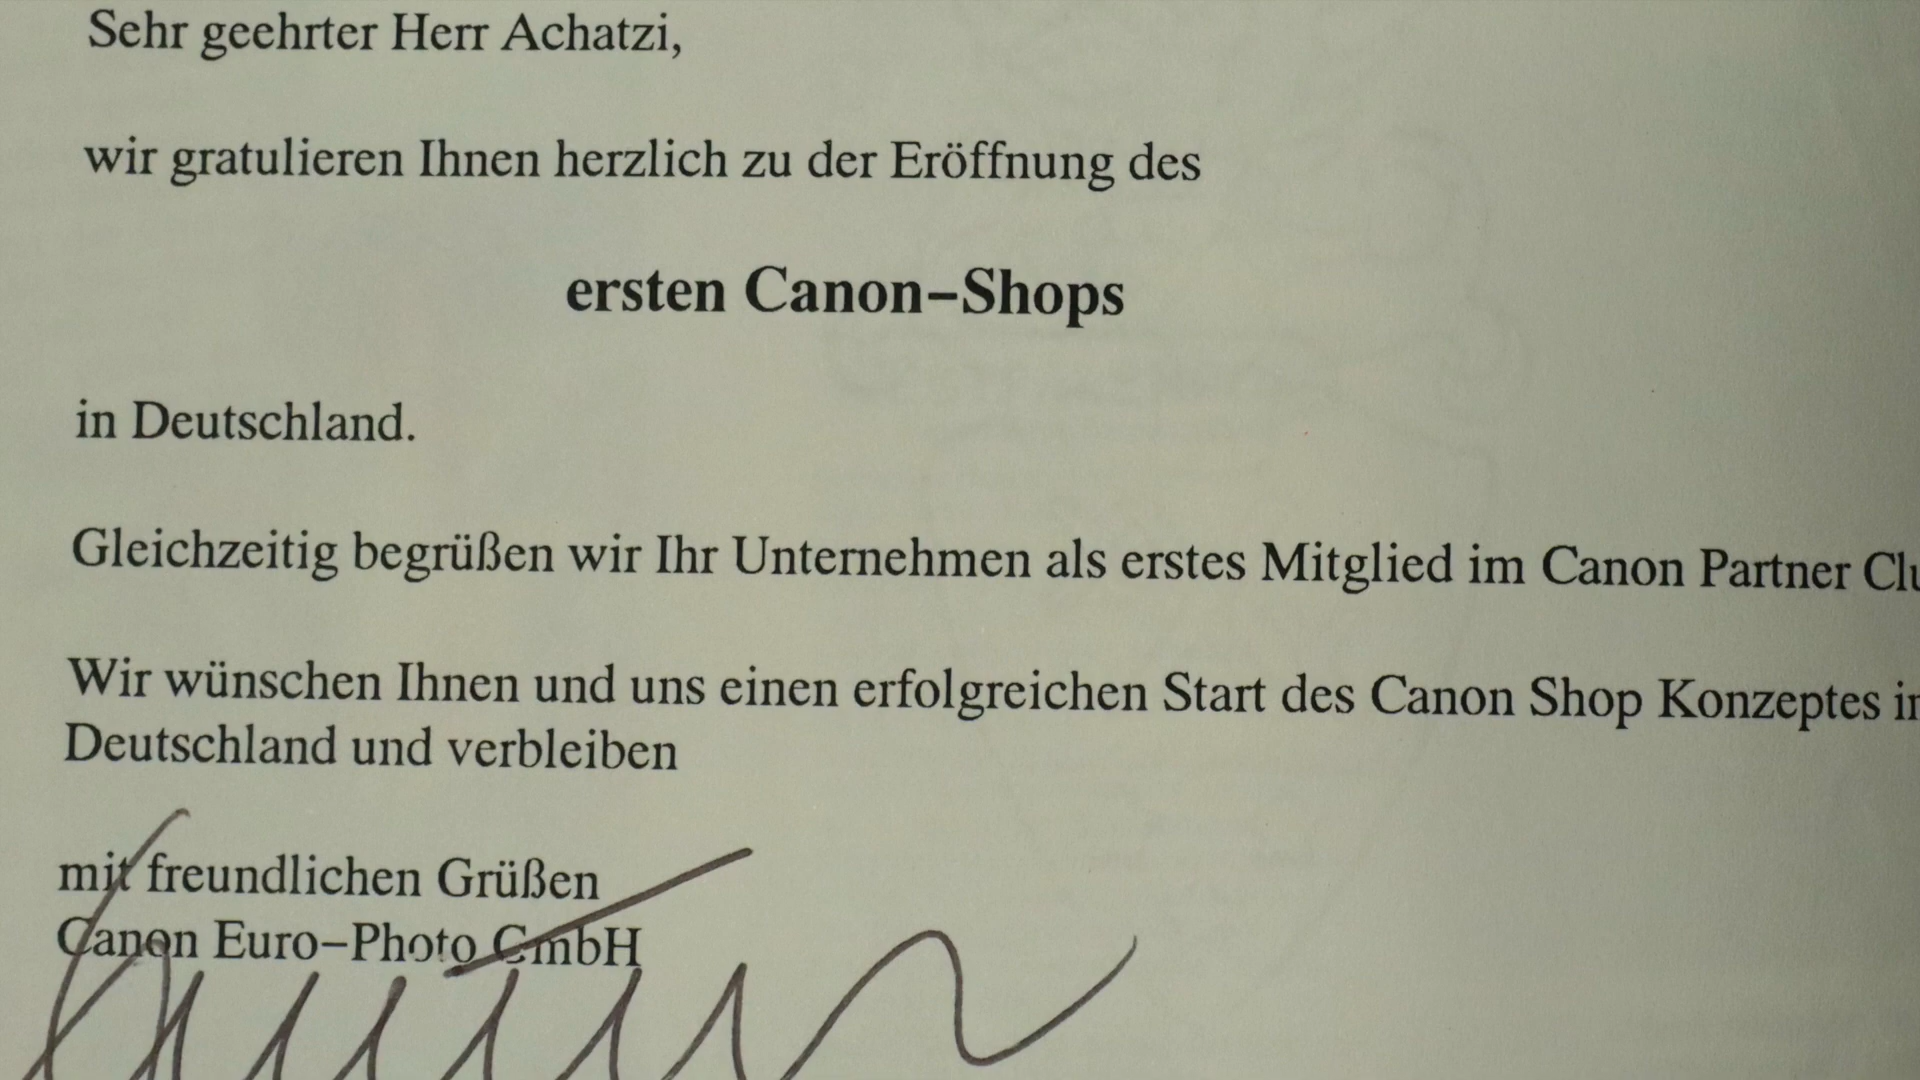 Sehr geehrter Herr Achatzi,
wir gratulieren Ihnen herzlich zu der Eröffnung des
ersten Canon-Shops
in Deutschland.
Gleichzeitig begrüßen wir Ihr Unternehmen als erstes Mitglied im Canon Partner Clu
Wir wünschen Ihnen und uns einen erfolgreichen Start des Canon Shop Konzeptes in
Deutschland und verbleiben
mit freundlichen Grüßen
Canon Euro-Photo GmbH